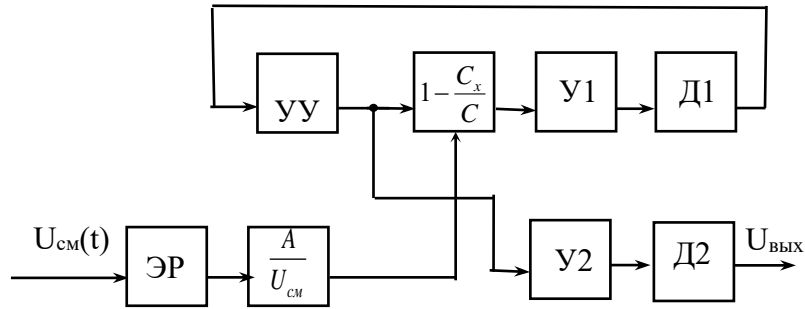 УУ
1 − Cₓ/C
У1
Д1
Uсм(t)
ЭР
A/Uсм
У2
Д2
Uвых